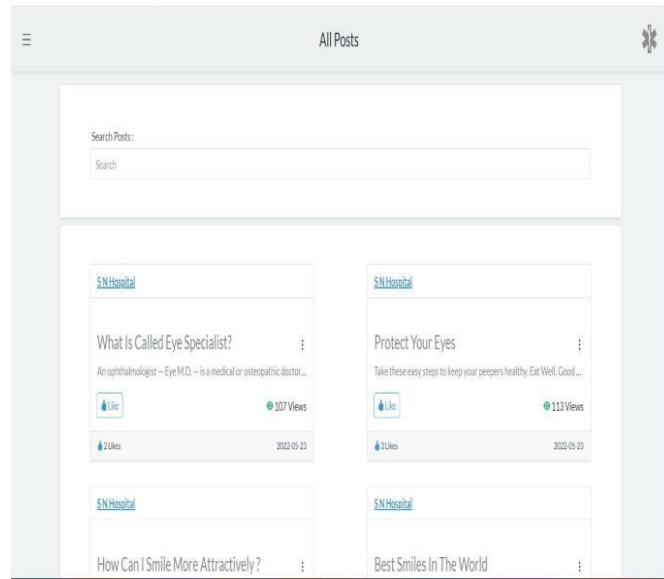 All Posts
Search Posts :
Search
S N Hospital
What Is Called Eye Specialist?
An ophthalmologist — Eye M.D. — is a medical or osteopathic doctor...
Like
107 Views
2 Likes
2022-05-23
S N Hospital
Protect Your Eyes
Take these easy steps to keep your peepers healthy. Eat Well. Good ...
Like
113 Views
3 Likes
2022-05-23
S N Hospital
How Can I Smile More Attractively ?
S N Hospital
Best Smiles In The World